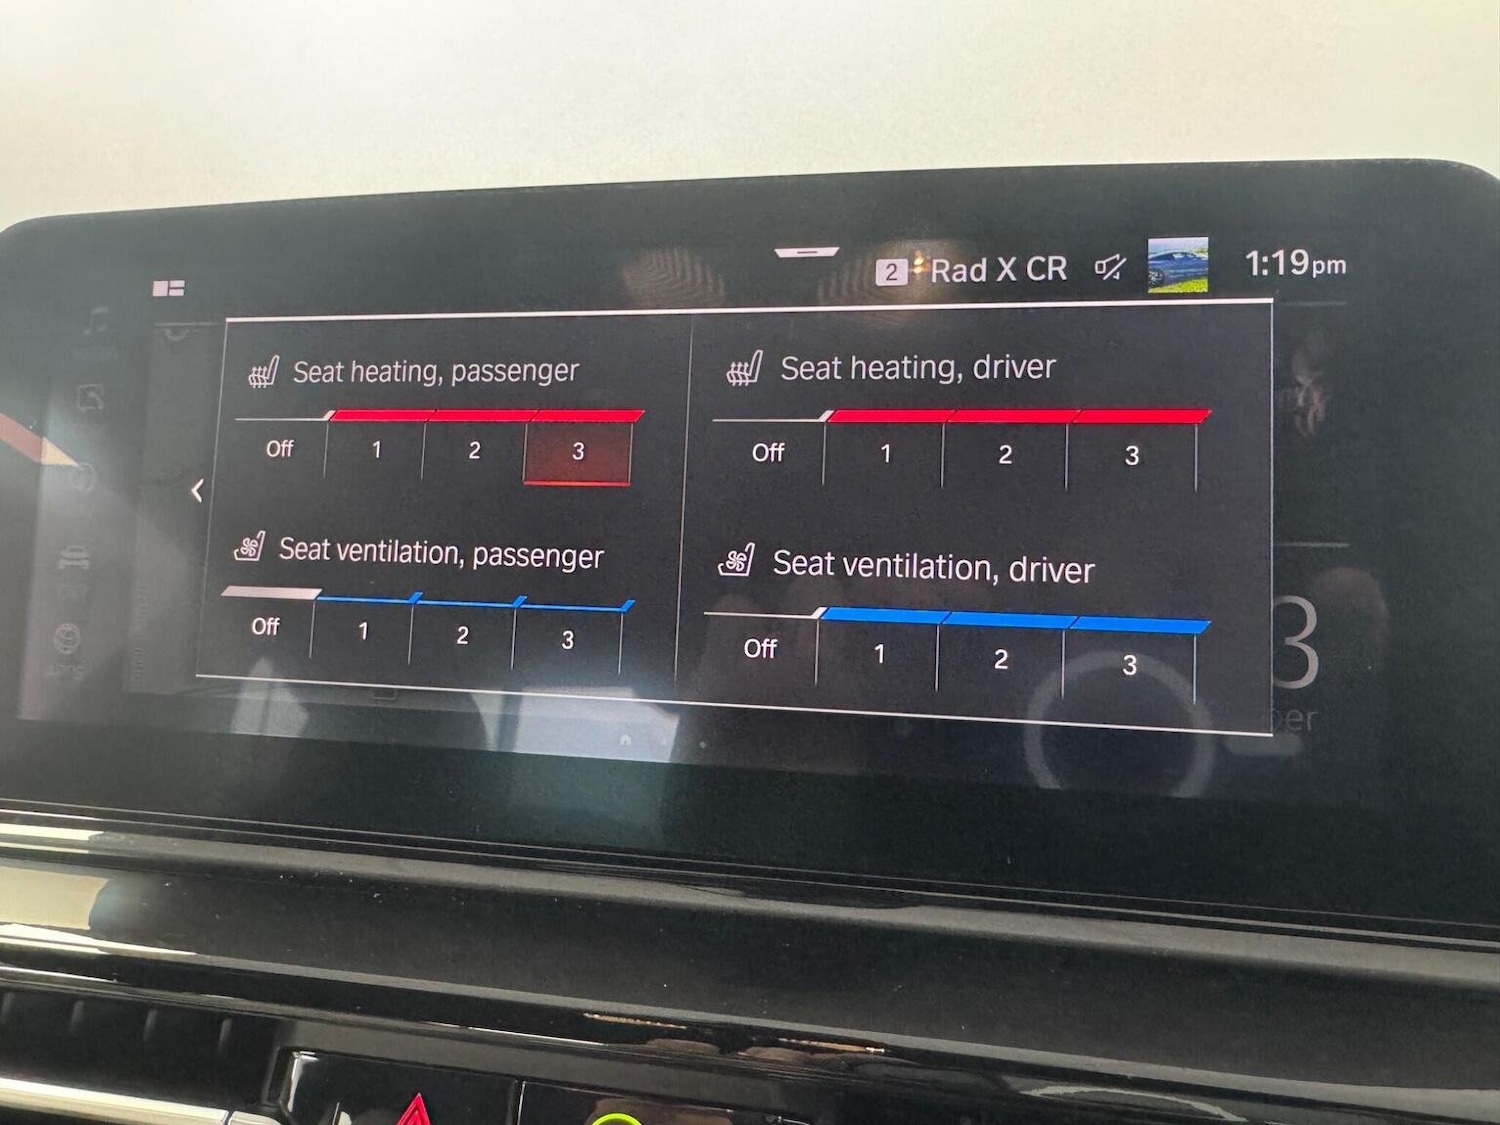 2 Rad X CR 1:19pm
Seat heating, passenger
Off 1 2 3
Seat heating, driver
Off 1 2 3
Seat ventilation, passenger
Off 1 2 3
Seat ventilation, driver
Off 1 2 3
3